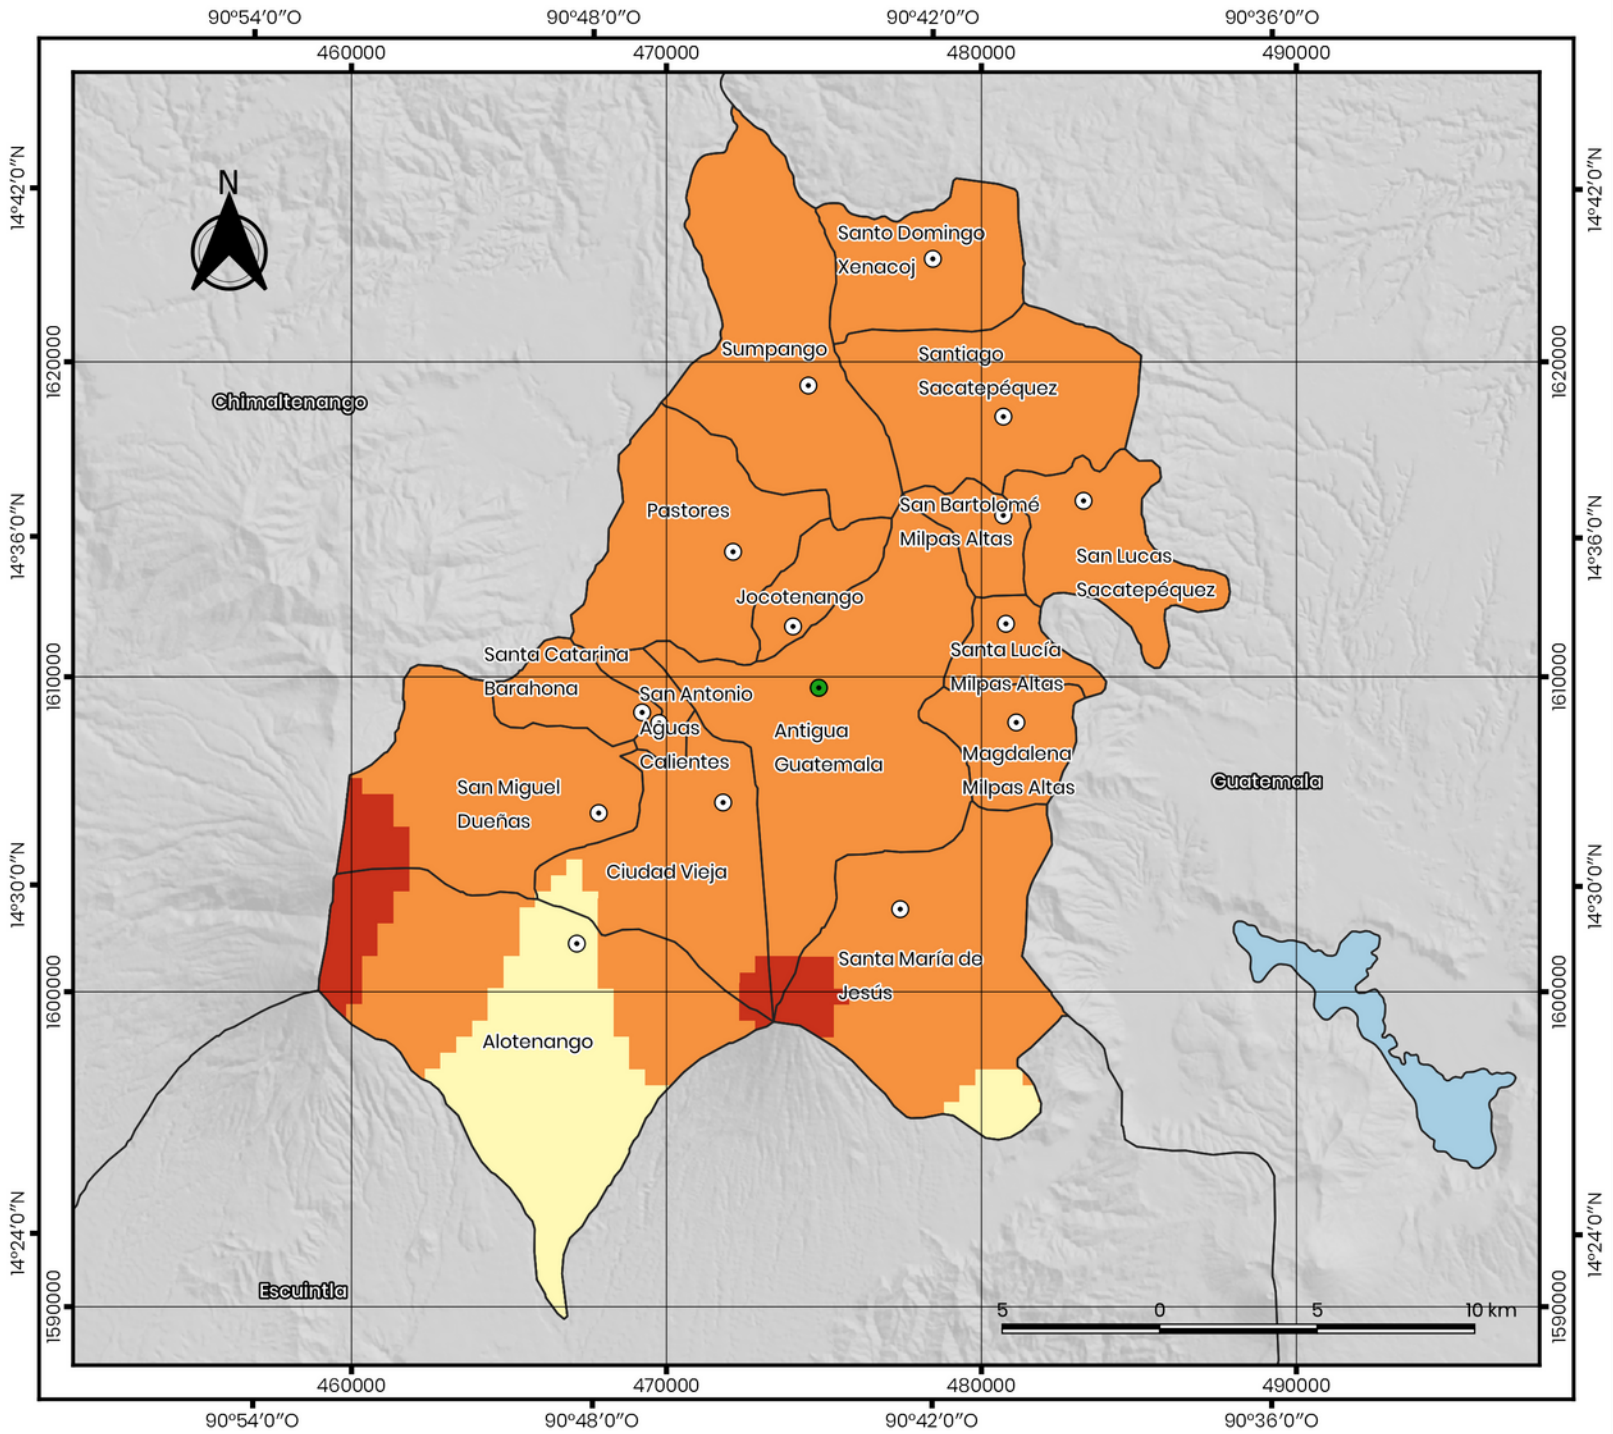 90°54′0″O 90°48′0″O 90°42′0″O 90°36′0″O
460000 470000 480000 490000
14°42′0″N
14°42′0″N
N
Santo Domingo
Xenacoj
Sumpango
Santiago
Sacatepéquez
1620000
1620000
Chimaltenango
Pastores
San Bartolomé
Milpas Altas
14°36′0″N
14°36′0″N
San Lucas
Sacatepéquez
Jocotenango
Santa Catarina
Barahona
Santa Lucía
Milpas Altas
1610000
1610000
San Antonio
Aguas
Calientes
Antigua
Guatemala
Magdalena
Milpas Altas
Guatemala
San Miguel
Dueñas
Ciudad Vieja
14°30′0″N
14°30′0″N
Santa María de
Jesús
1600000
1600000
Alotenango
14°24′0″N
14°24′0″N
Escuintla
1590000
1590000
5 0 5 10 km
460000 470000 480000 490000
90°54′0″O 90°48′0″O 90°42′0″O 90°36′0″O